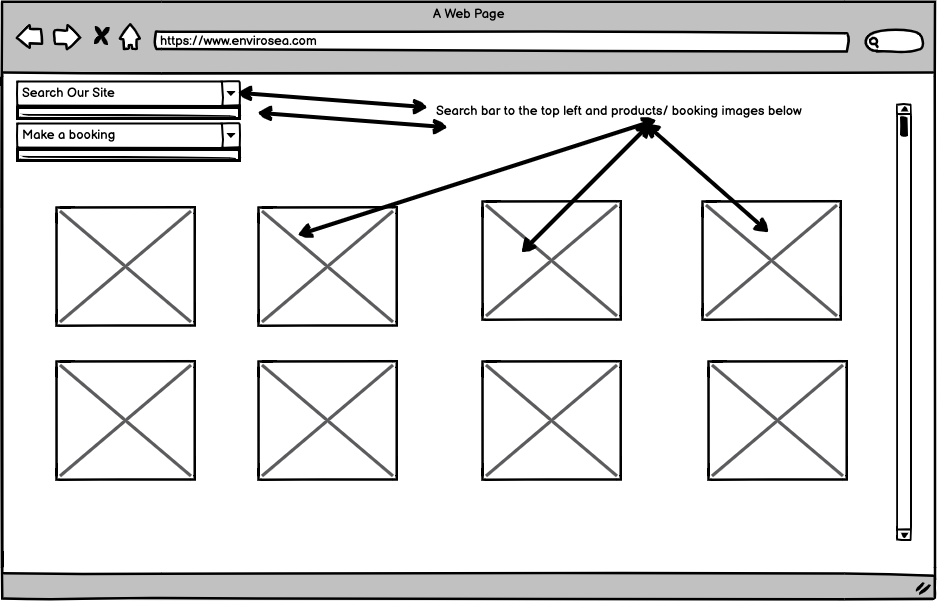 A Web Page
https://www.envirosea.com
Search Our Site
Search bar to the top left and products/ booking images below
Make a booking